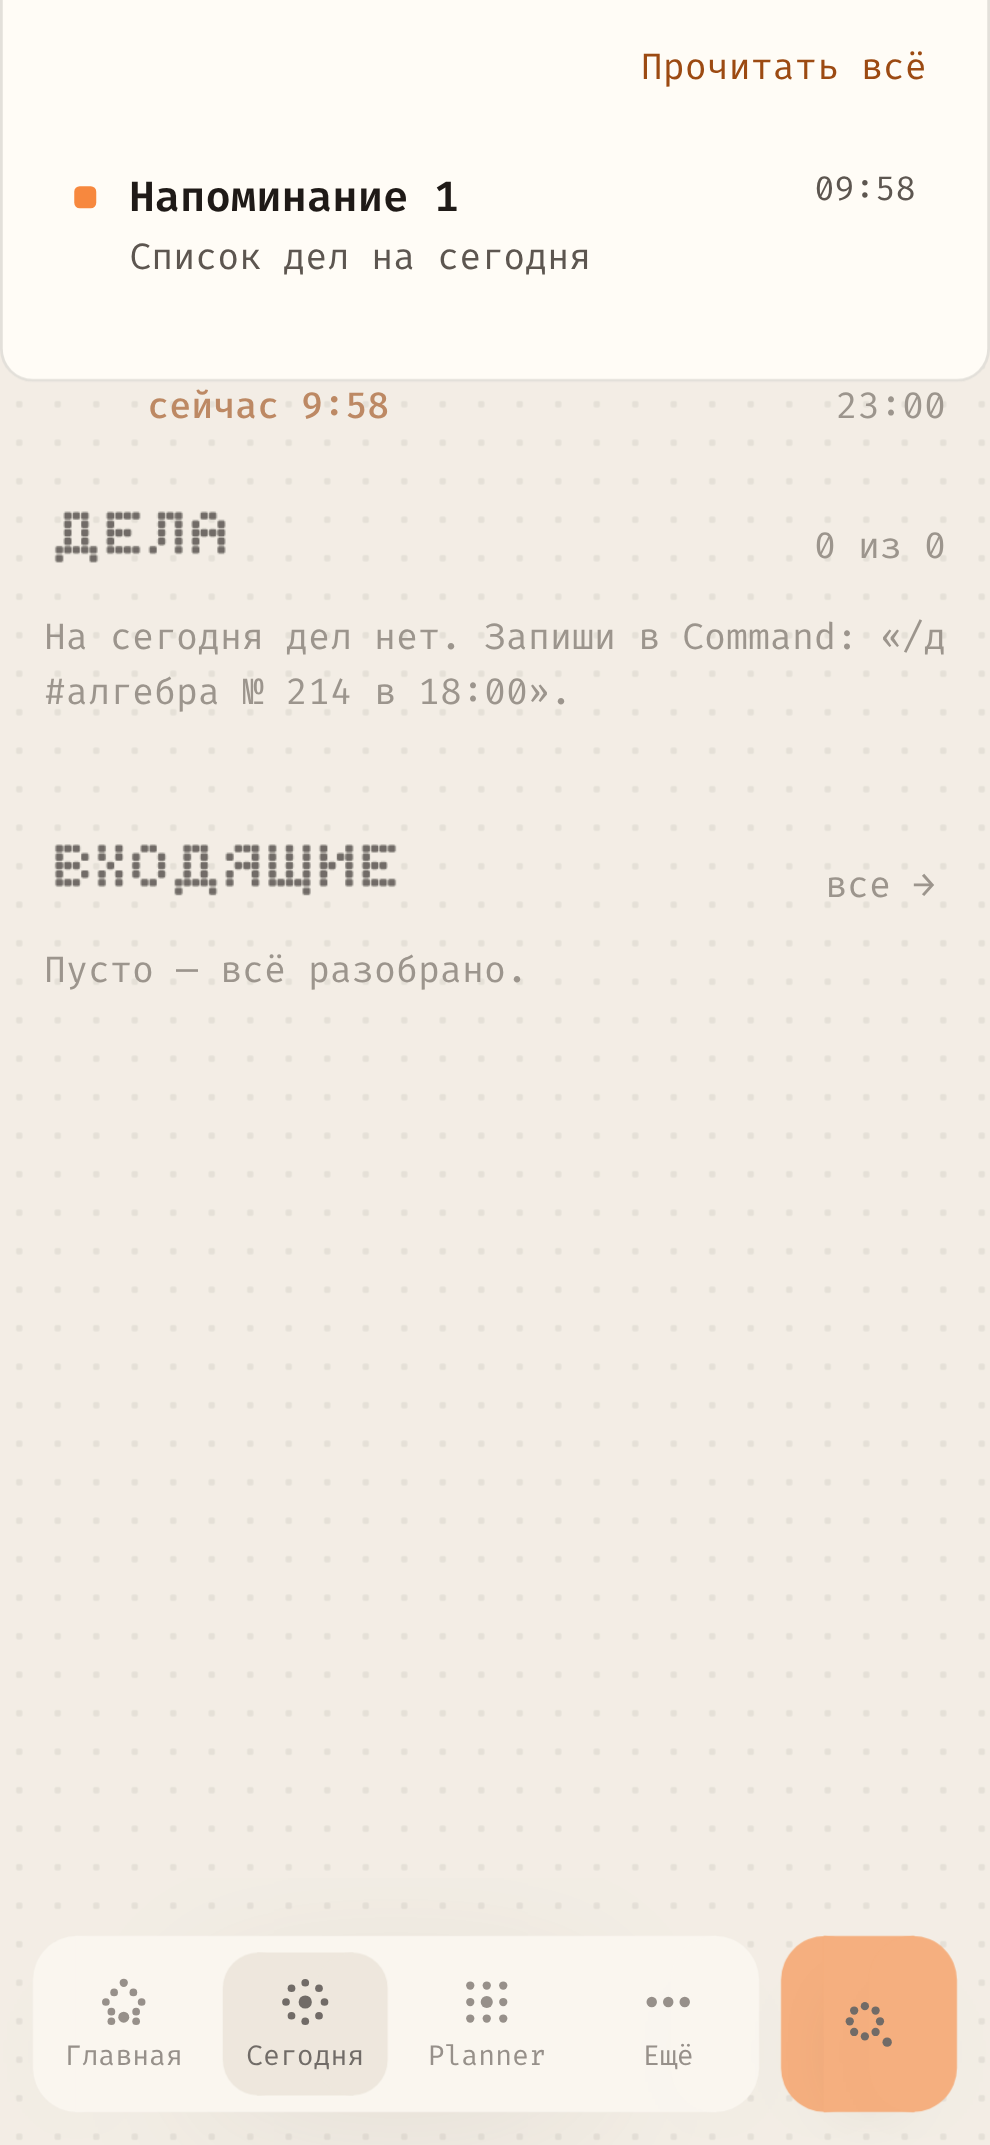 Прочитать всё
Напоминание 1 09:58
Список дел на сегодня
сейчас 9:58 23:00
ДЕЛА 0 из 0
На сегодня дел нет. Запиши в Command: «/д
#алгебра № 214 в 18:00».
ВХОДЯЩИЕ все →
Пусто — всё разобрано.
Главная Сегодня Planner Ещё